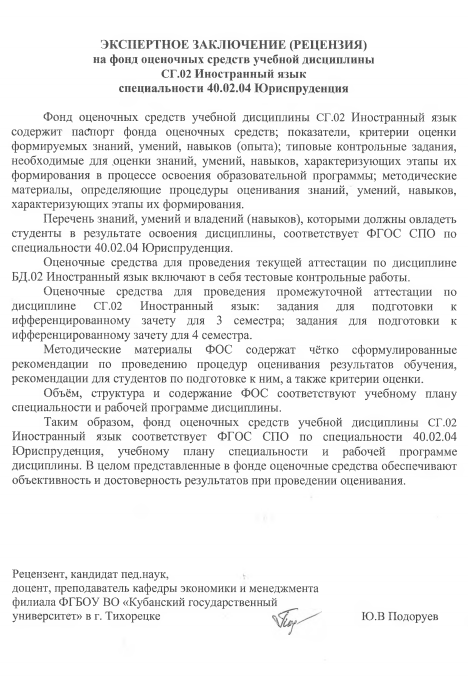 ЭКСПЕРТНОЕ ЗАКЛЮЧЕНИЕ (РЕЦЕНЗИЯ)
на фонд оценочных средств учебной дисциплины
СГ.02 Иностранный язык
специальности 40.02.04 Юриспруденция
Фонд оценочных средств учебной дисциплины СГ.02 Иностранный язык
содержит паспорт фонда оценочных средств; показатели, критерии оценки
формируемых знаний, умений, навыков (опыта); типовые контрольные задания,
необходимые для оценки знаний, умений, навыков, характеризующих этапы их
формирования в процессе освоения образовательной программы; методические
материалы, определяющие процедуры оценивания знаний, умений, навыков,
характеризующих этапы их формирования.
Перечень знаний, умений и владений (навыков), которыми должны овладеть
студенты в результате освоения дисциплины, соответствует ФГОС СПО по
специальности 40.02.04 Юриспруденция.
Оценочные средства для проведения текущей аттестации по дисциплине
БД.02 Иностранный язык включают в себя тестовые контрольные работы.
Оценочные средства для проведения промежуточной аттестации по
дисциплине СГ.02 Иностранный язык: задания для подготовки к
ифференцированному зачету для 3 семестра; задания для подготовки к
ифференцированному зачету для 4 семестра.
Методические материалы ФОС содержат чётко сформулированные
рекомендации по проведению процедур оценивания результатов обучения,
рекомендации для студентов по подготовке к ним, а также критерии оценки.
Объём, структура и содержание ФОС соответствуют учебному плану
специальности и рабочей программе дисциплины.
Таким образом, фонд оценочных средств учебной дисциплины СГ.02
Иностранный язык соответствует ФГОС СПО по специальности 40.02.04
Юриспруденция, учебному плану специальности и рабочей программе
дисциплины. В целом представленные в фонде оценочные средства обеспечивают
объективность и достоверность результатов при проведении оценивания.
Рецензент, кандидат пед.наук,
доцент, преподаватель кафедры экономики и менеджмента
филиала ФГБОУ ВО «Кубанский государственный
университет» в г. Тихорецке Ю.В Подоруев